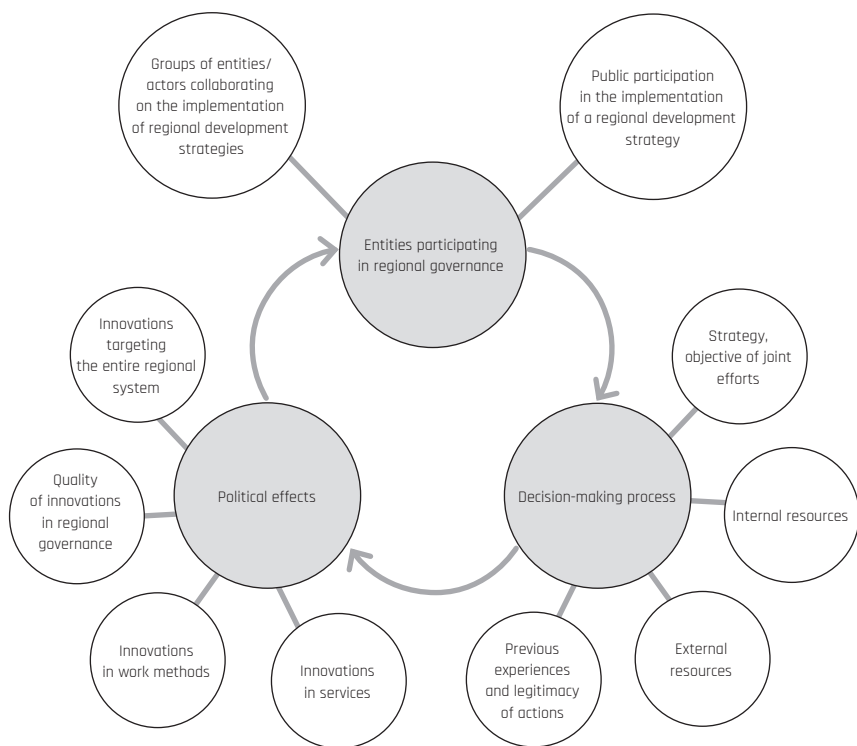 Groups of entities/
actors collaborating
on the implementation
of regional development
strategies
Public participation
in the implementation
of a regional development
strategy
Entities participating
in regional governance
Innovations
targeting
the entire regional
system
Strategy,
objective of joint
efforts
Quality
of innovations
in regional
governance
Political effects
Decision-making process
Internal resources
Innovations
in work methods
Innovations
in services
Previous
experiences
and legitimacy
of actions
External
resources